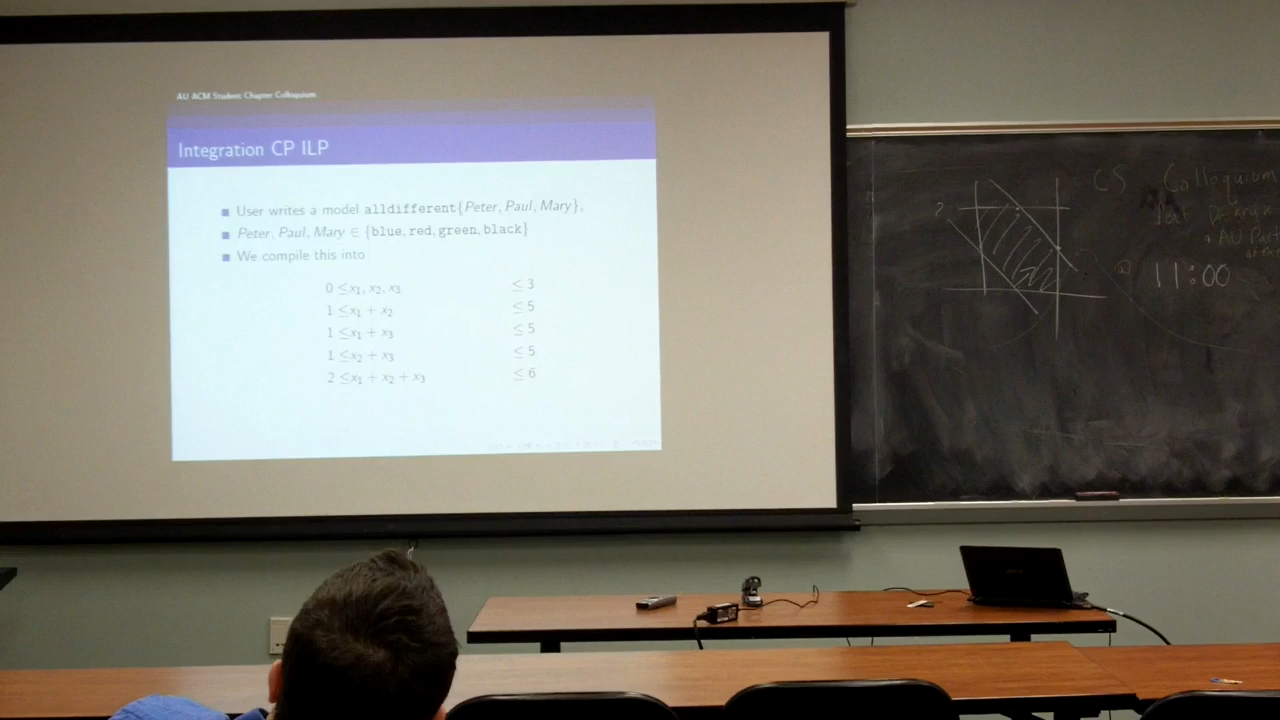 AU ACM Student Chapter Colloquium
Integration CP ILP
User writes a model alldifferent{Peter, Paul, Mary},
Peter, Paul, Mary ∈ {blue, red, green, black}
We compile this into
0 ≤x₁, x₂, x₃ ≤ 3
1 ≤x₁ + x₂ ≤ 5
1 ≤x₁ + x₃ ≤ 5
1 ≤x₂ + x₃ ≤ 5
2 ≤x₁ + x₂ + x₃ ≤ 6
?
CS Colloquium
+ AU
@ 11:00